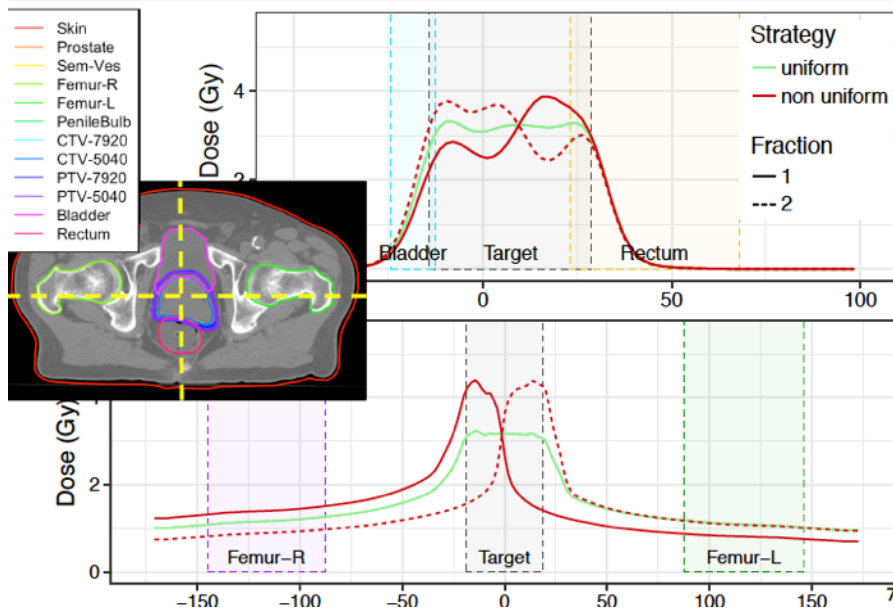 Skin
Prostate
Sem-Ves
Femur-R
Femur-L
PenileBulb
CTV-7920
CTV-5040
PTV-7920
PTV-5040
Bladder
Rectum
Dose (Gy)
4
Bladder
Target
Rectum
0
50
100
Strategy
uniform
non uniform
Fraction
1
2
Dose (Gy)
2
0
Femur-R
Target
Femur-L
-150
-100
-50
0
50
100
150